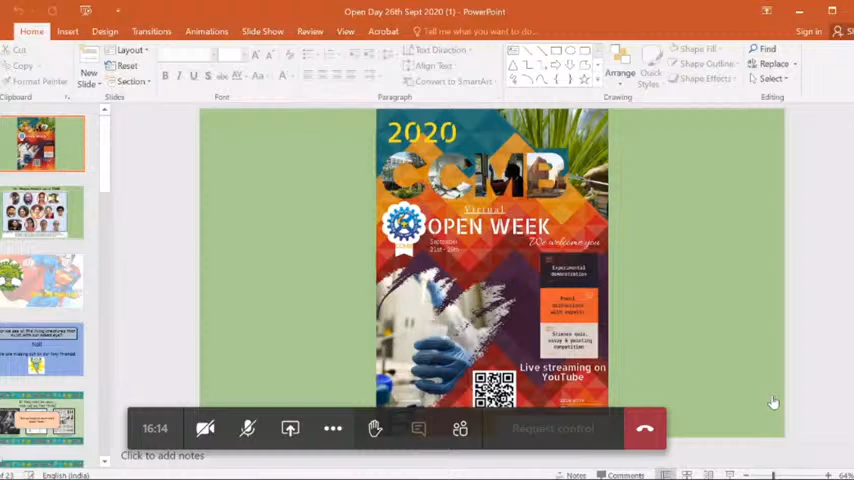 Open Day 26th Sept 2020 (1) - PowerPoint
Home Insert Design Transitions Animations Slide Show Review View Acrobat Tell me what you want to do... Sign in
Cut
Copy
Format Painter
Clipboard
New
Slide
Layout
Reset
Section
Slides
Font
Text Direction
Align Text
Convert to SmartArt
Paragraph
Arrange
Quick
Styles
Shape Fill
Shape Outline
Shape Effects
Drawing
Find
Replace
Select
Editing
2020
CCMB
Virtual
OPEN WEEK
September
We welcome you
Experimental
demonstration
Panel
discussions
with experts
Science quiz,
essay & painting
competition
Live streaming on
YouTube
16:14
Request control
Click to add notes
of 23 English (India) Notes Comments 64%